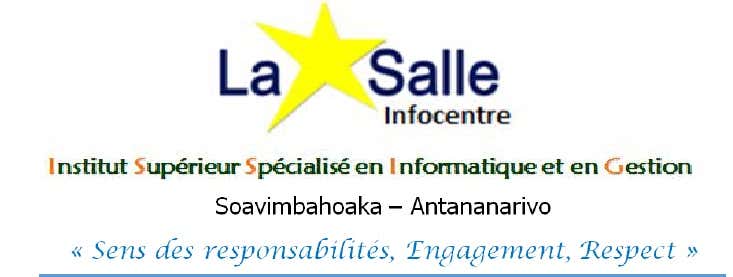 La Salle
Infocentre
Institut Supérieur Spécialisé en Informatique et en Gestion
Soavimbahoaka – Antananarivo
« Sens des responsabilités, Engagement, Respect »